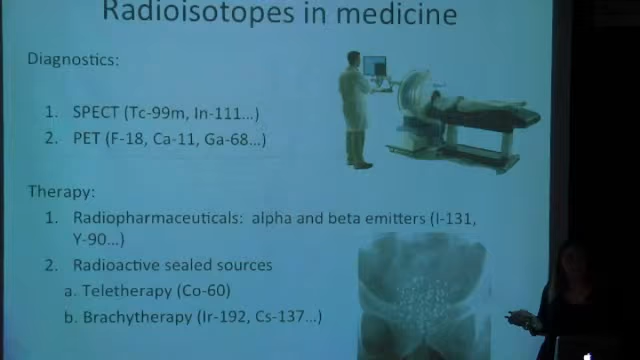 Radioisotopes in medicine
Diagnostics:
1. SPECT (Tc-99m, In-111...)
2. PET (F-18, Ca-11, Ga-68...)
Therapy:
1. Radiopharmaceuticals: alpha and beta emitters (I-131,
Y-90...)
2. Radioactive sealed sources
a. Teletherapy (Co-60)
b. Brachytherapy (Ir-192, Cs-137...)